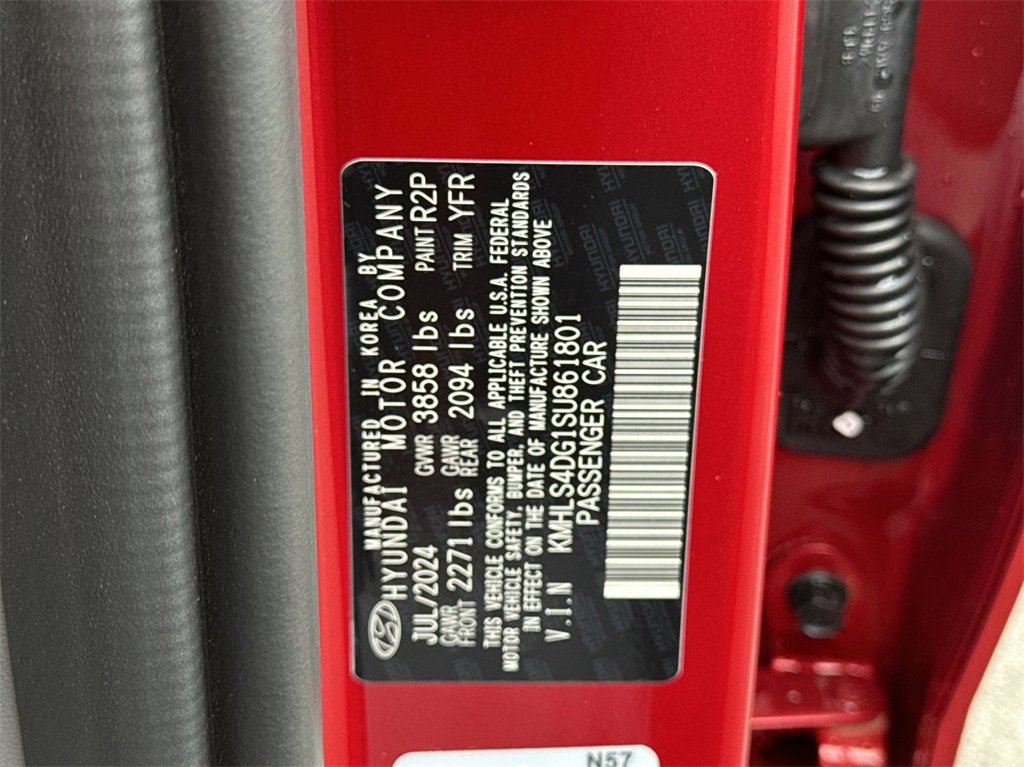 MANUFACTURED IN KOREA BY
HYUNDAI MOTOR COMPANY
JUL/2024 GVWR 3858 lbs PAINT R2P
GAWR FRONT 2271 lbs GAWR REAR 2094 lbs TRIM YFR
THIS VEHICLE CONFORMS TO ALL APPLICABLE U.S.A. FEDERAL
MOTOR VEHICLE SAFETY, BUMPER, AND THEFT PREVENTION STANDARDS
IN EFFECT ON THE DATE OF MANUFACTURE SHOWN ABOVE
V.I.N KMHLS4DG1SU861801
PASSENGER CAR
N57